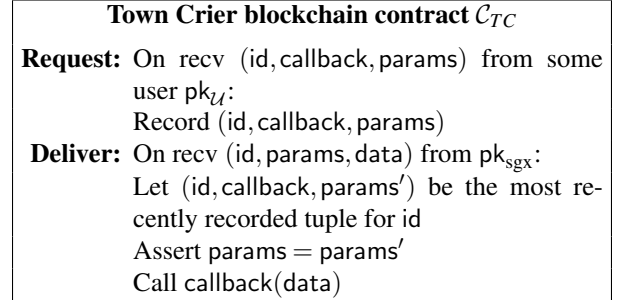 Town Crier blockchain contract 𝒞_TC
Request: On recv (id, callback, params) from some
user pk_𝒰:
Record (id, callback, params)
Deliver: On recv (id, params, data) from pk_sgx:
Let (id, callback, params′) be the most re-
cently recorded tuple for id
Assert params = params′
Call callback(data)